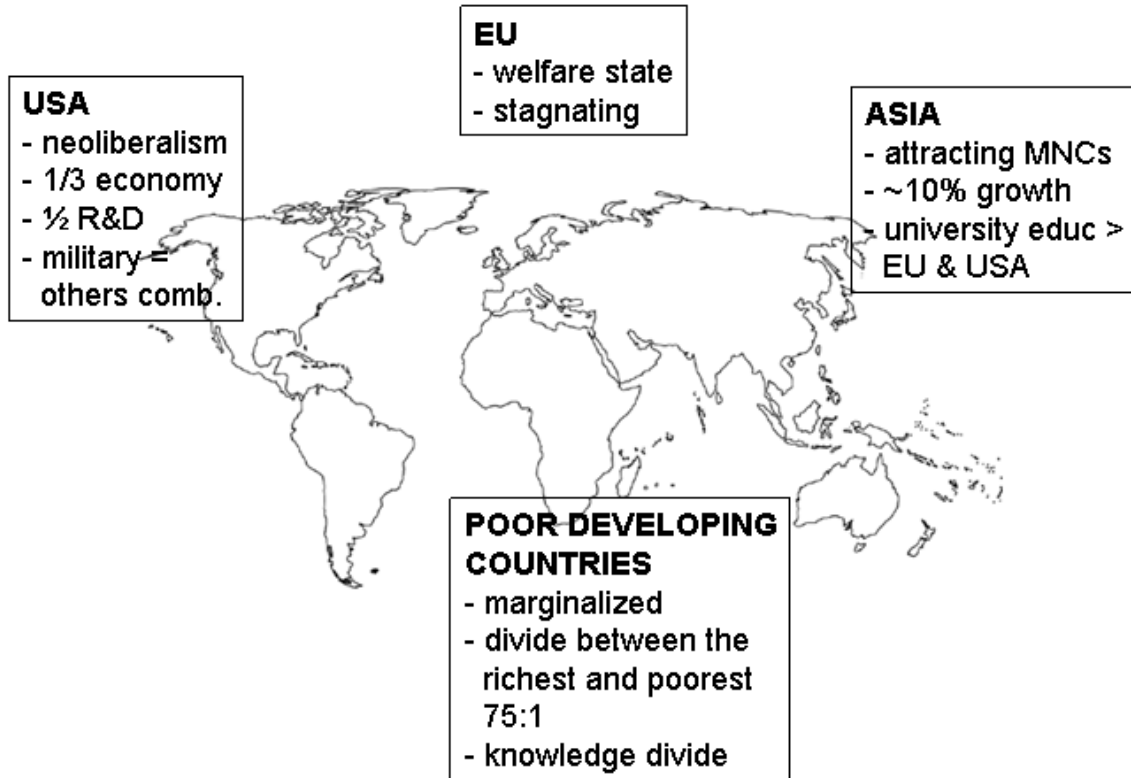 EU
- welfare state
- stagnating
USA
- neoliberalism
- 1/3 economy
- ½ R&D
- military =
others comb.
ASIA
- attracting MNCs
- ~10% growth
- university educ >
EU & USA
POOR DEVELOPING
COUNTRIES
- marginalized
- divide between the
richest and poorest
75:1
- knowledge divide